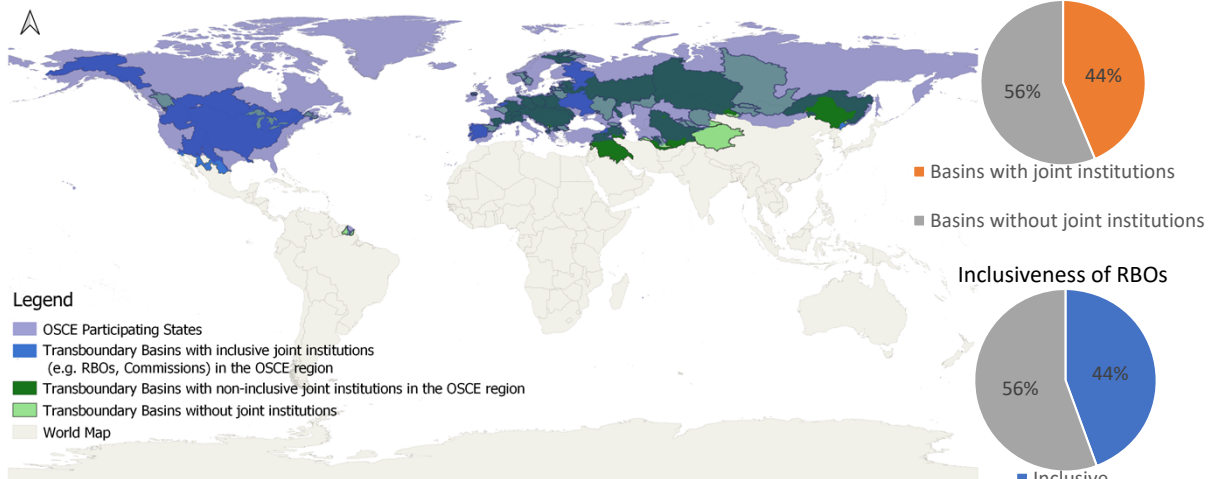 56%
44%
Basins with joint institutions
Basins without joint institutions
Inclusiveness of RBOs
56%
44%
Inclusive
Legend
OSCE Participating States
Transboundary Basins with inclusive joint institutions
(e.g. RBOs, Commissions) in the OSCE region
Transboundary Basins with non-inclusive joint institutions in the OSCE region
Transboundary Basins without joint institutions
World Map